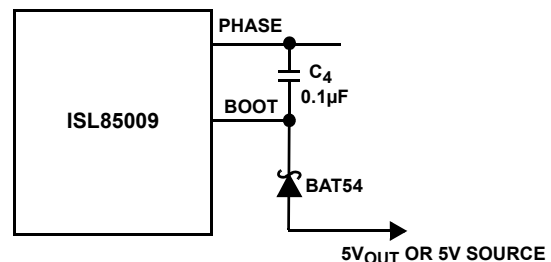 PHASE
C4
0.1µF
BOOT
ISL85009
BAT54
5VOUT OR 5V SOURCE